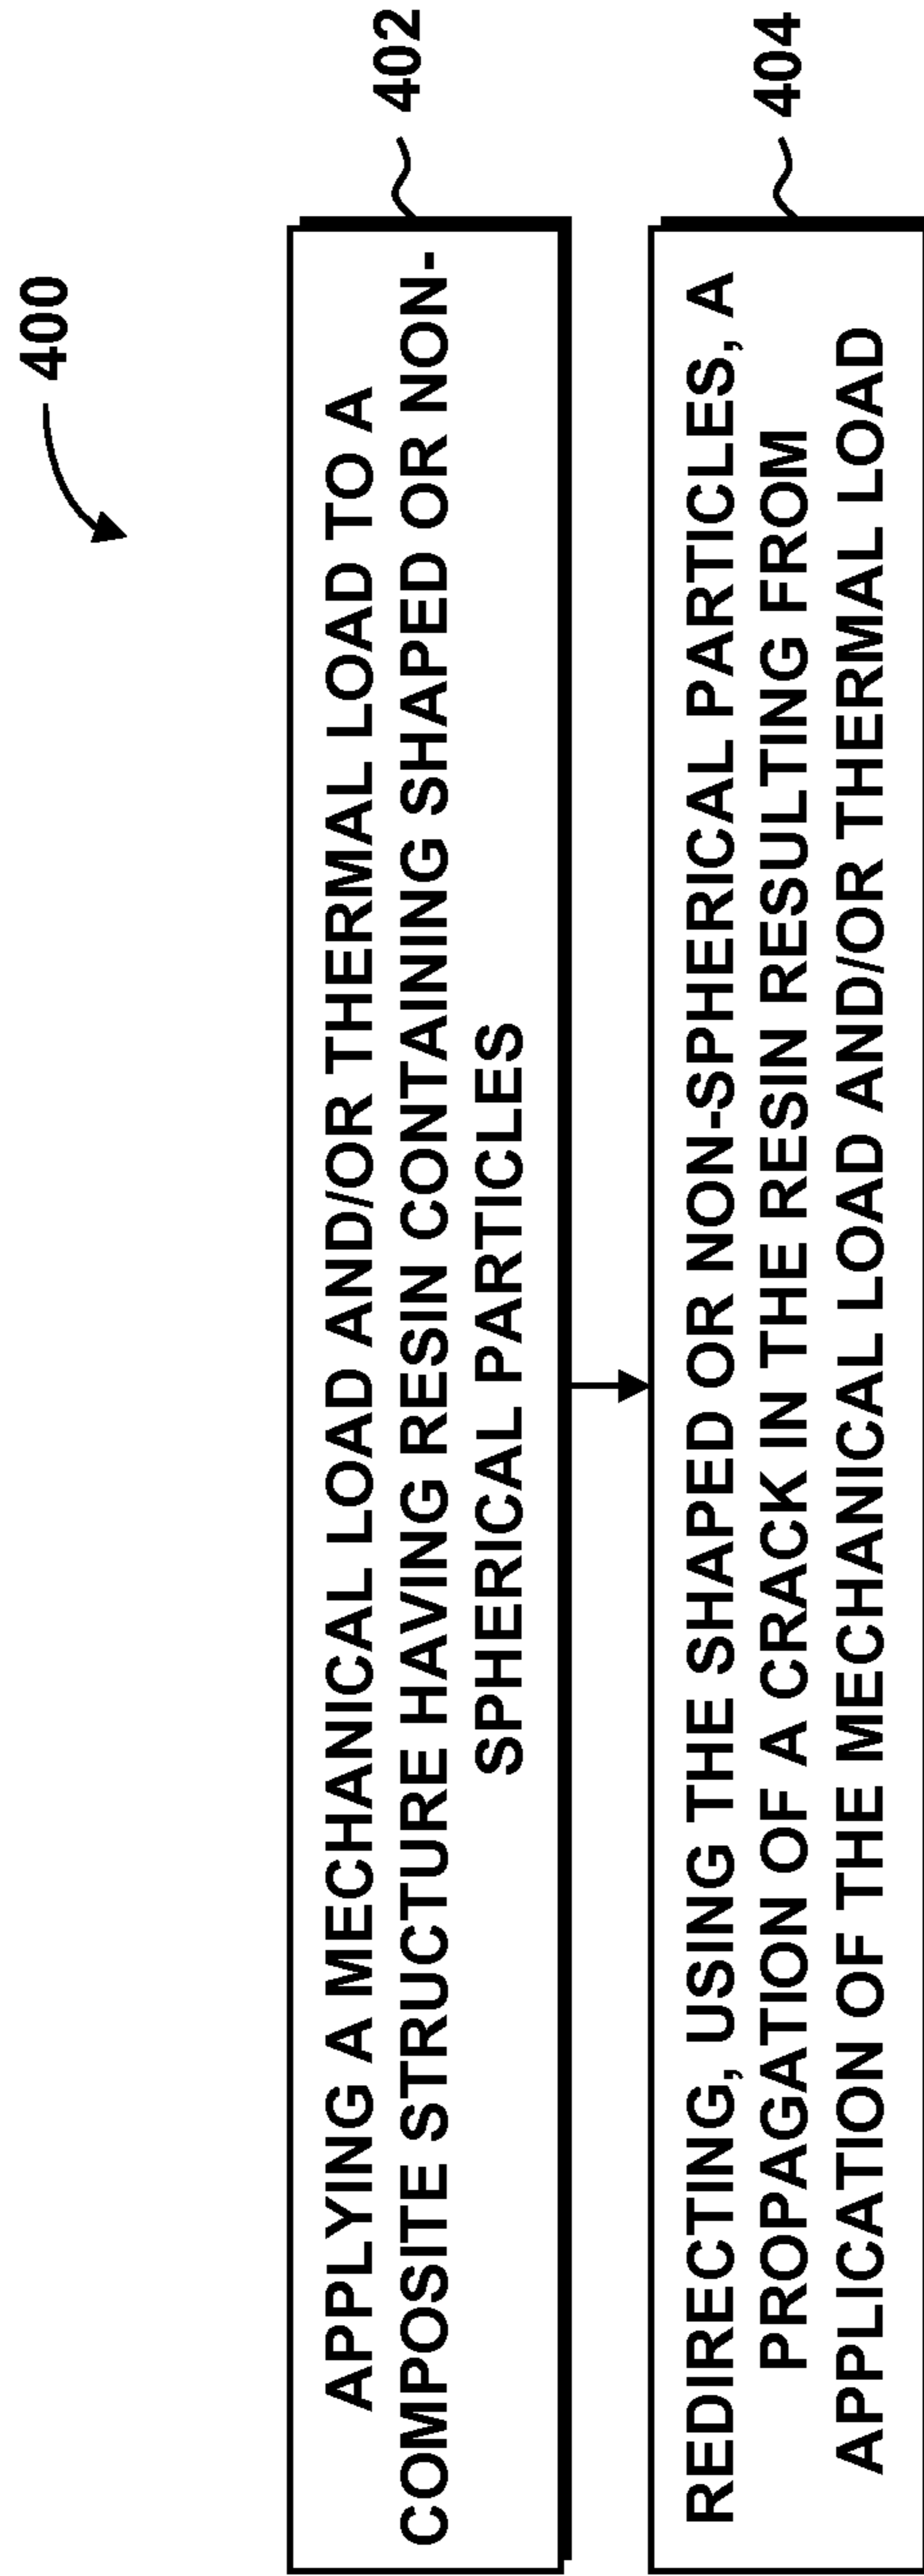 400
402
APPLYING A MECHANICAL LOAD AND/OR THERMAL LOAD TO A
COMPOSITE STRUCTURE HAVING RESIN CONTAINING SHAPED OR NON-
SPHERICAL PARTICLES
404
REDIRECTING, USING THE SHAPED OR NON-SPHERICAL PARTICLES, A
PROPAGATION OF A CRACK IN THE RESIN RESULTING FROM
APPLICATION OF THE MECHANICAL LOAD AND/OR THERMAL LOAD